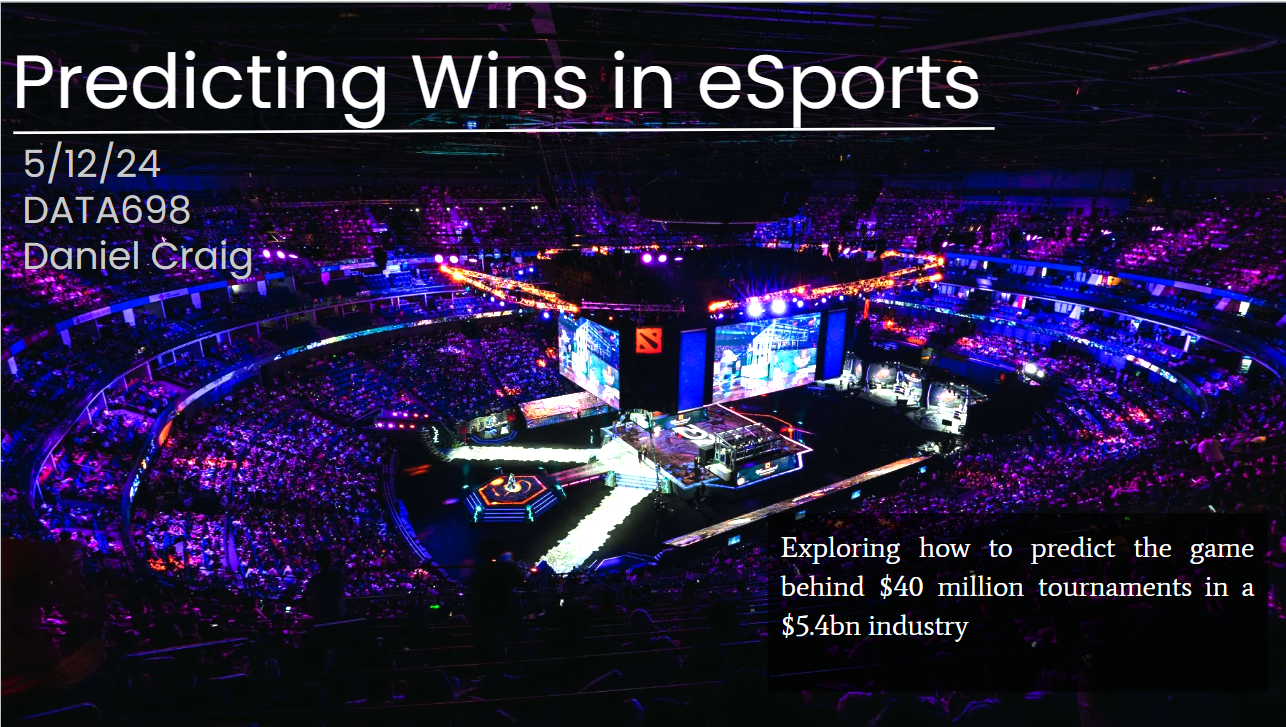 Predicting Wins in eSports
5/12/24
DATA698
Daniel Craig
Exploring how to predict the game
behind $40 million tournaments in a
$5.4bn industry